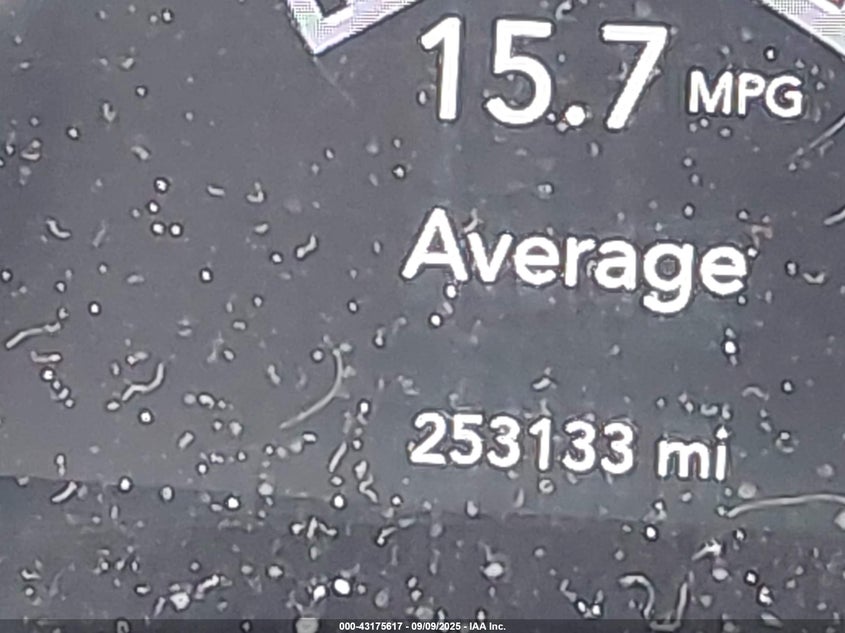 15.7 MPG
Average
253133 mi
000-43175617 - 09/09/2025 - IAA Inc.